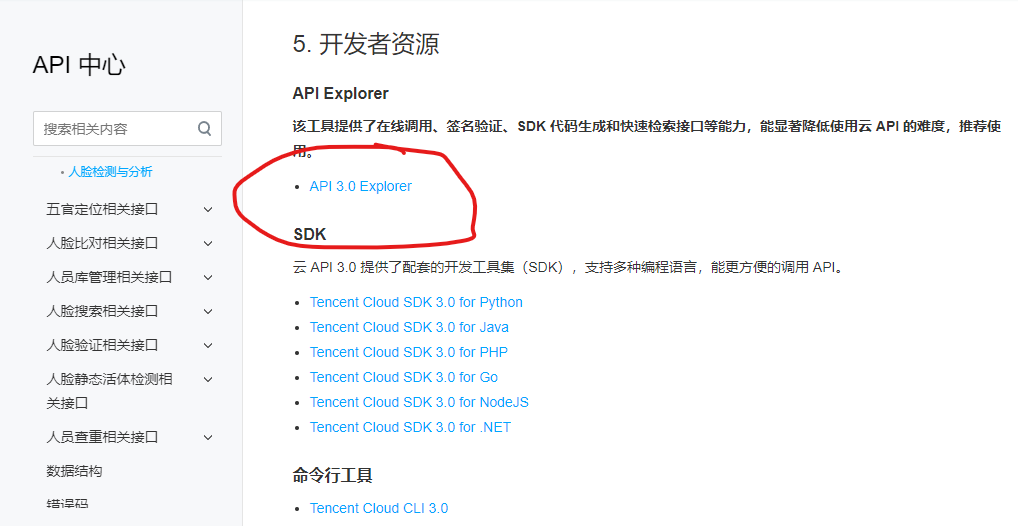 API 中心
搜索相关内容
• 人脸检测与分析
五官定位相关接口
人脸比对相关接口
人员库管理相关接口
人脸搜索相关接口
人脸验证相关接口
人脸静态活体检测相
关接口
人员查重相关接口
数据结构
错误码
5. 开发者资源
API Explorer
该工具提供了在线调用、签名验证、SDK 代码生成和快速检索接口等能力，能显著降低使用云 API 的难度，推荐使
用。
• API 3.0 Explorer
SDK
云 API 3.0 提供了配套的开发工具集（SDK），支持多种编程语言，能更方便的调用 API。
• Tencent Cloud SDK 3.0 for Python
• Tencent Cloud SDK 3.0 for Java
• Tencent Cloud SDK 3.0 for PHP
• Tencent Cloud SDK 3.0 for Go
• Tencent Cloud SDK 3.0 for NodeJS
• Tencent Cloud SDK 3.0 for .NET
命令行工具
• Tencent Cloud CLI 3.0